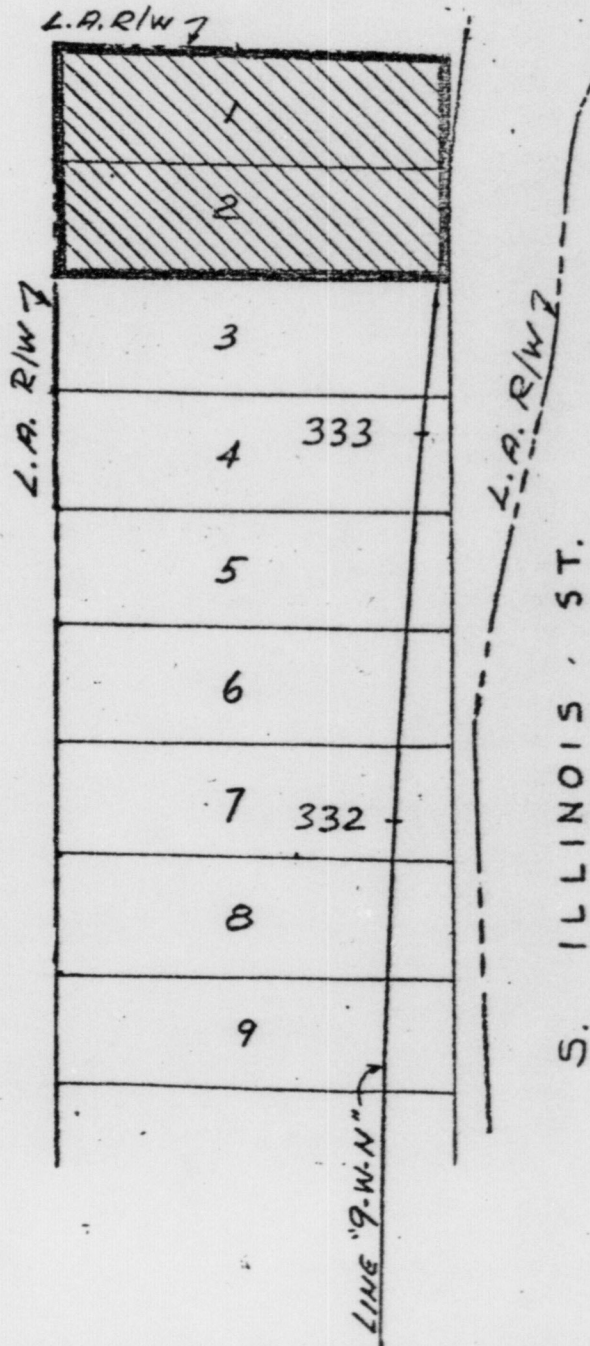 L.A. R/W
1
2
L.A. R/W
3
333
4
L.A. R/W
5
6
7
332
8
9
S. ILLINOIS. ST.
LINE "9-W-N"